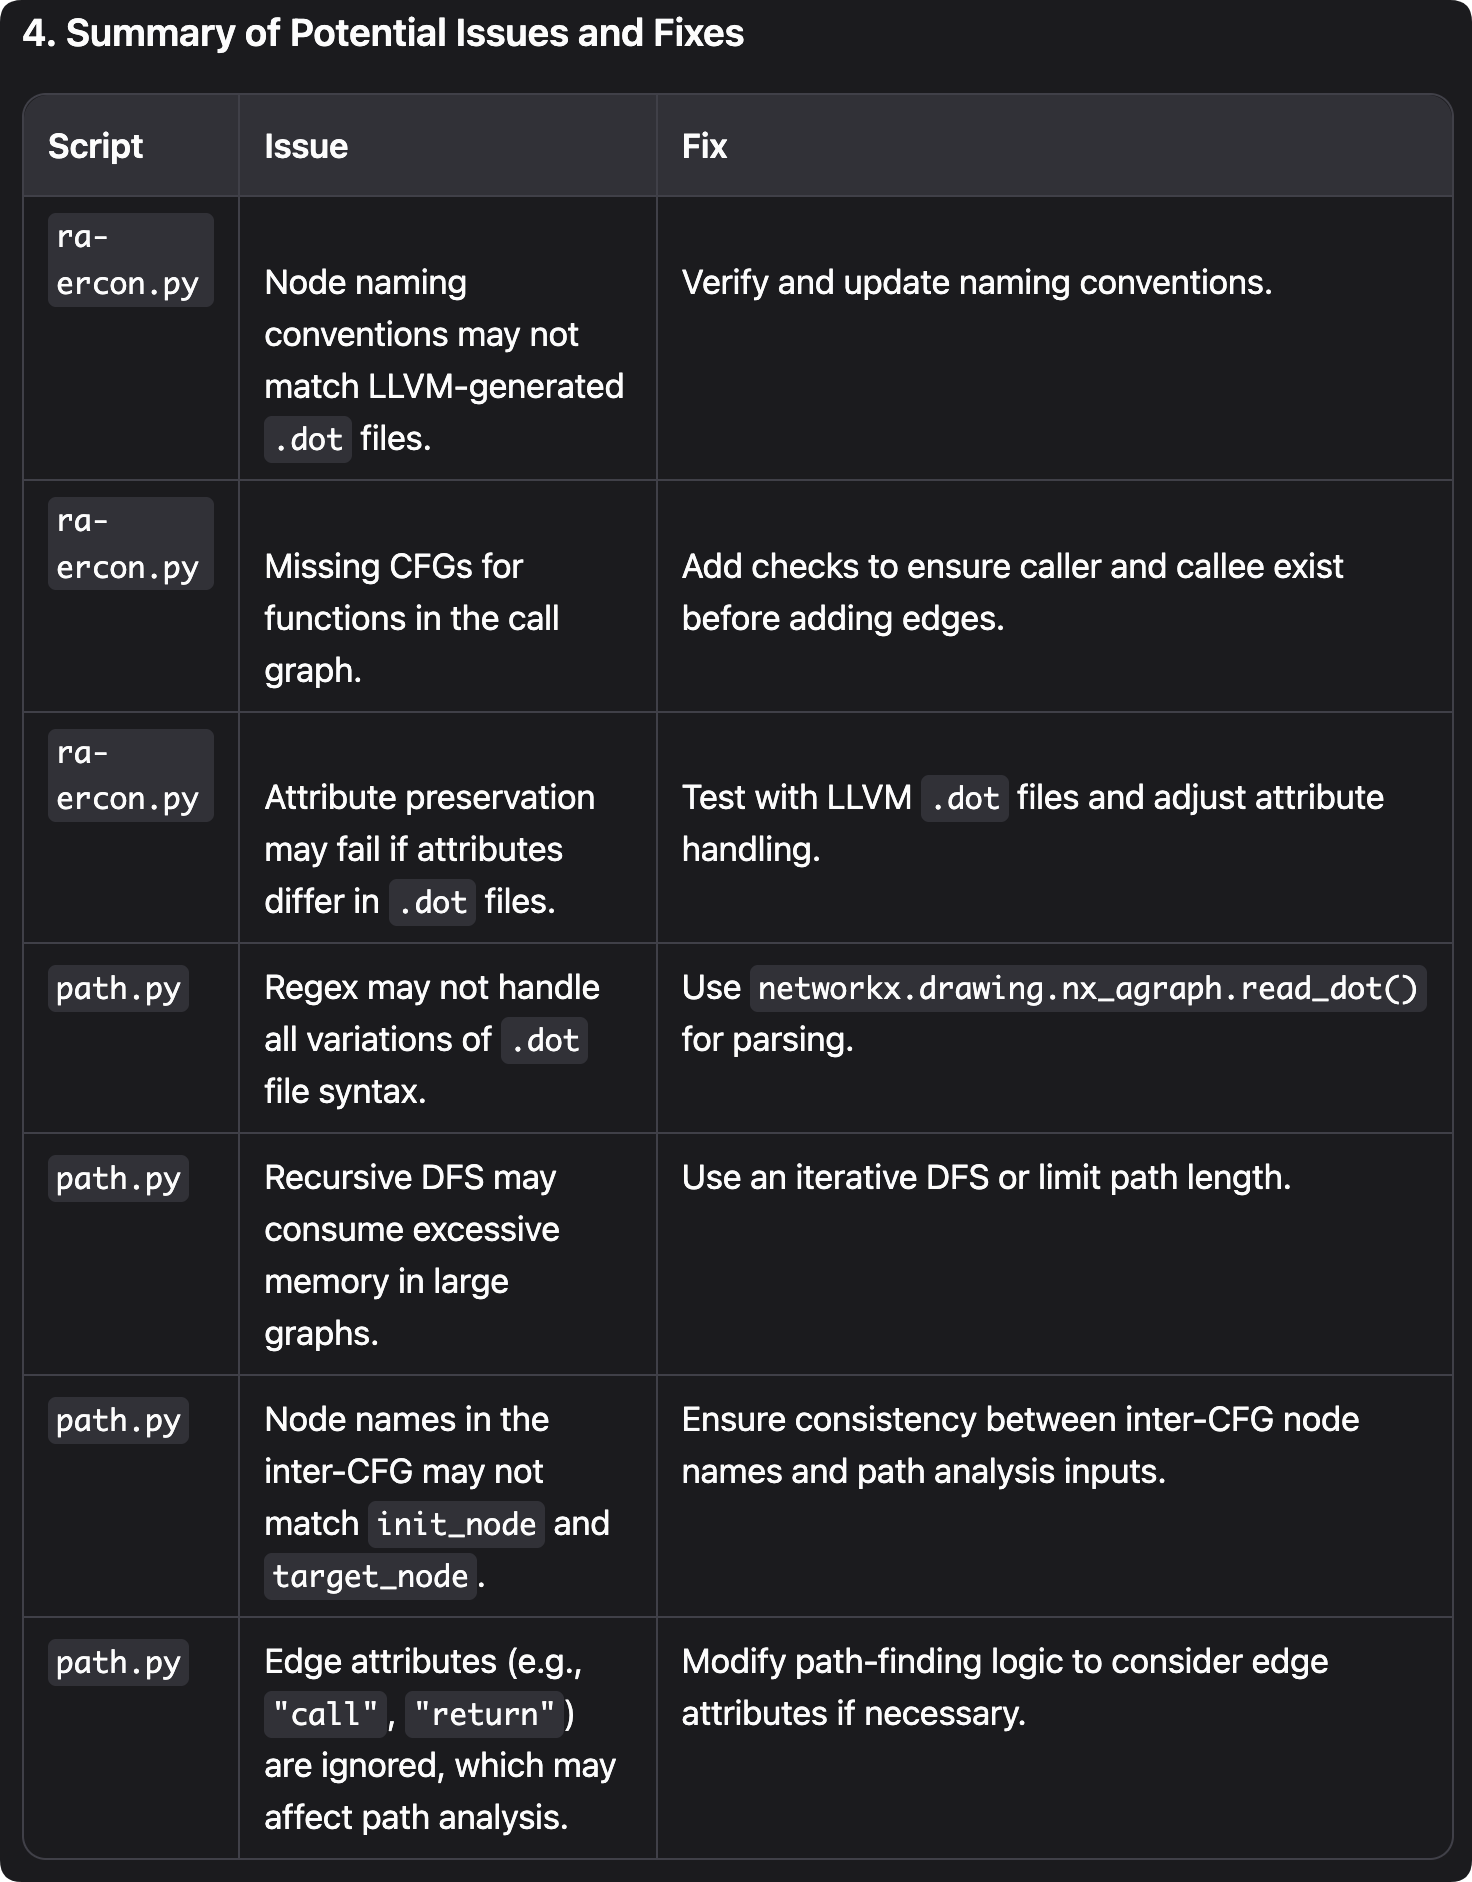 4. Summary of Potential Issues and Fixes
Script Issue Fix
ra-
ercon.py
Node naming
conventions may not
match LLVM-generated
.dot files.
Verify and update naming conventions.
ra-
ercon.py
Missing CFGs for
functions in the call
graph.
Add checks to ensure caller and callee exist
before adding edges.
ra-
ercon.py
Attribute preservation
may fail if attributes
differ in .dot files.
Test with LLVM .dot files and adjust attribute
handling.
path.py
Regex may not handle
all variations of .dot
file syntax.
Use networkx.drawing.nx_agraph.read_dot()
for parsing.
path.py
Recursive DFS may
consume excessive
memory in large
graphs.
Use an iterative DFS or limit path length.
path.py
Node names in the
inter-CFG may not
match init_node and
target_node.
Ensure consistency between inter-CFG node
names and path analysis inputs.
path.py
Edge attributes (e.g.,
"call", "return")
are ignored, which may
affect path analysis.
Modify path-finding logic to consider edge
attributes if necessary.